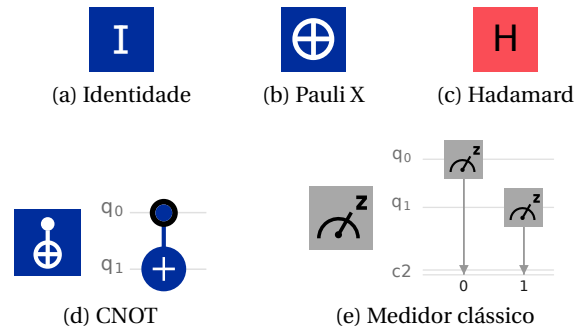 I
H
(a) Identidade
(b) Pauli X
(c) Hadamard
q0
q1
z
q0
z
q1
z
c2
0
1
(d) CNOT
(e) Medidor clássico